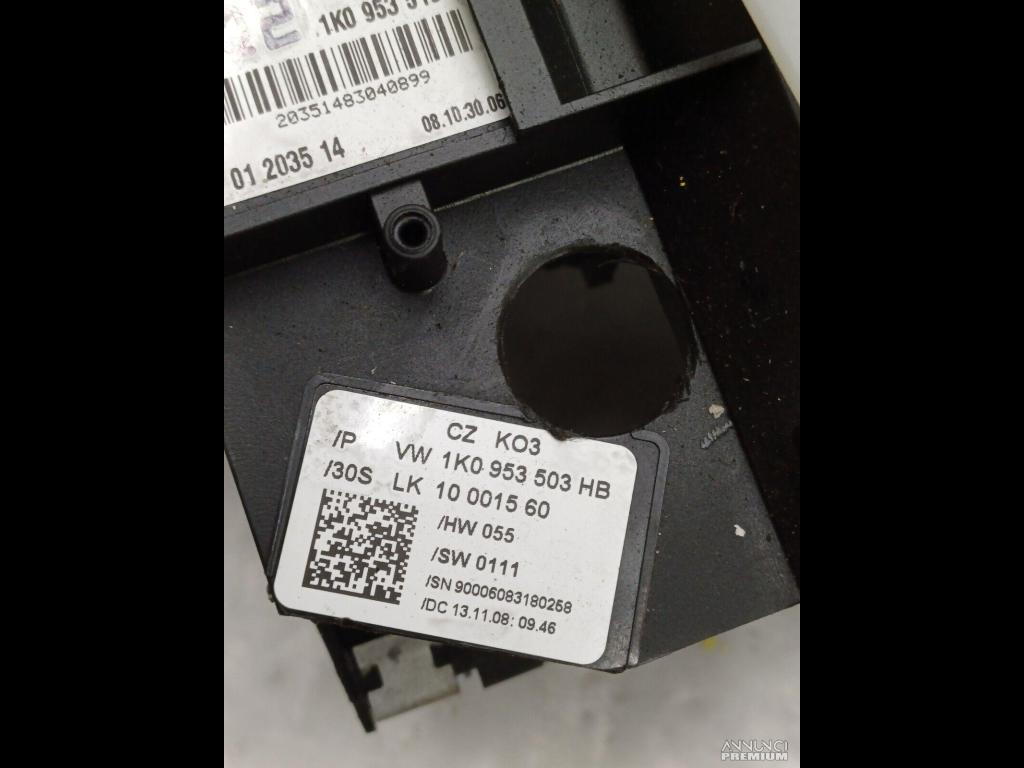 1K0 953
20351483040899
08.10.30.06
01 2035 14
CZ KO3
/P VW 1K0 953 503 HB
/30S LK 10 0015 60
/HW 055
/SW 0111
/SN 90006083180258
/DC 13.11.08: 09.46
ANNUNCI
PREMIUM